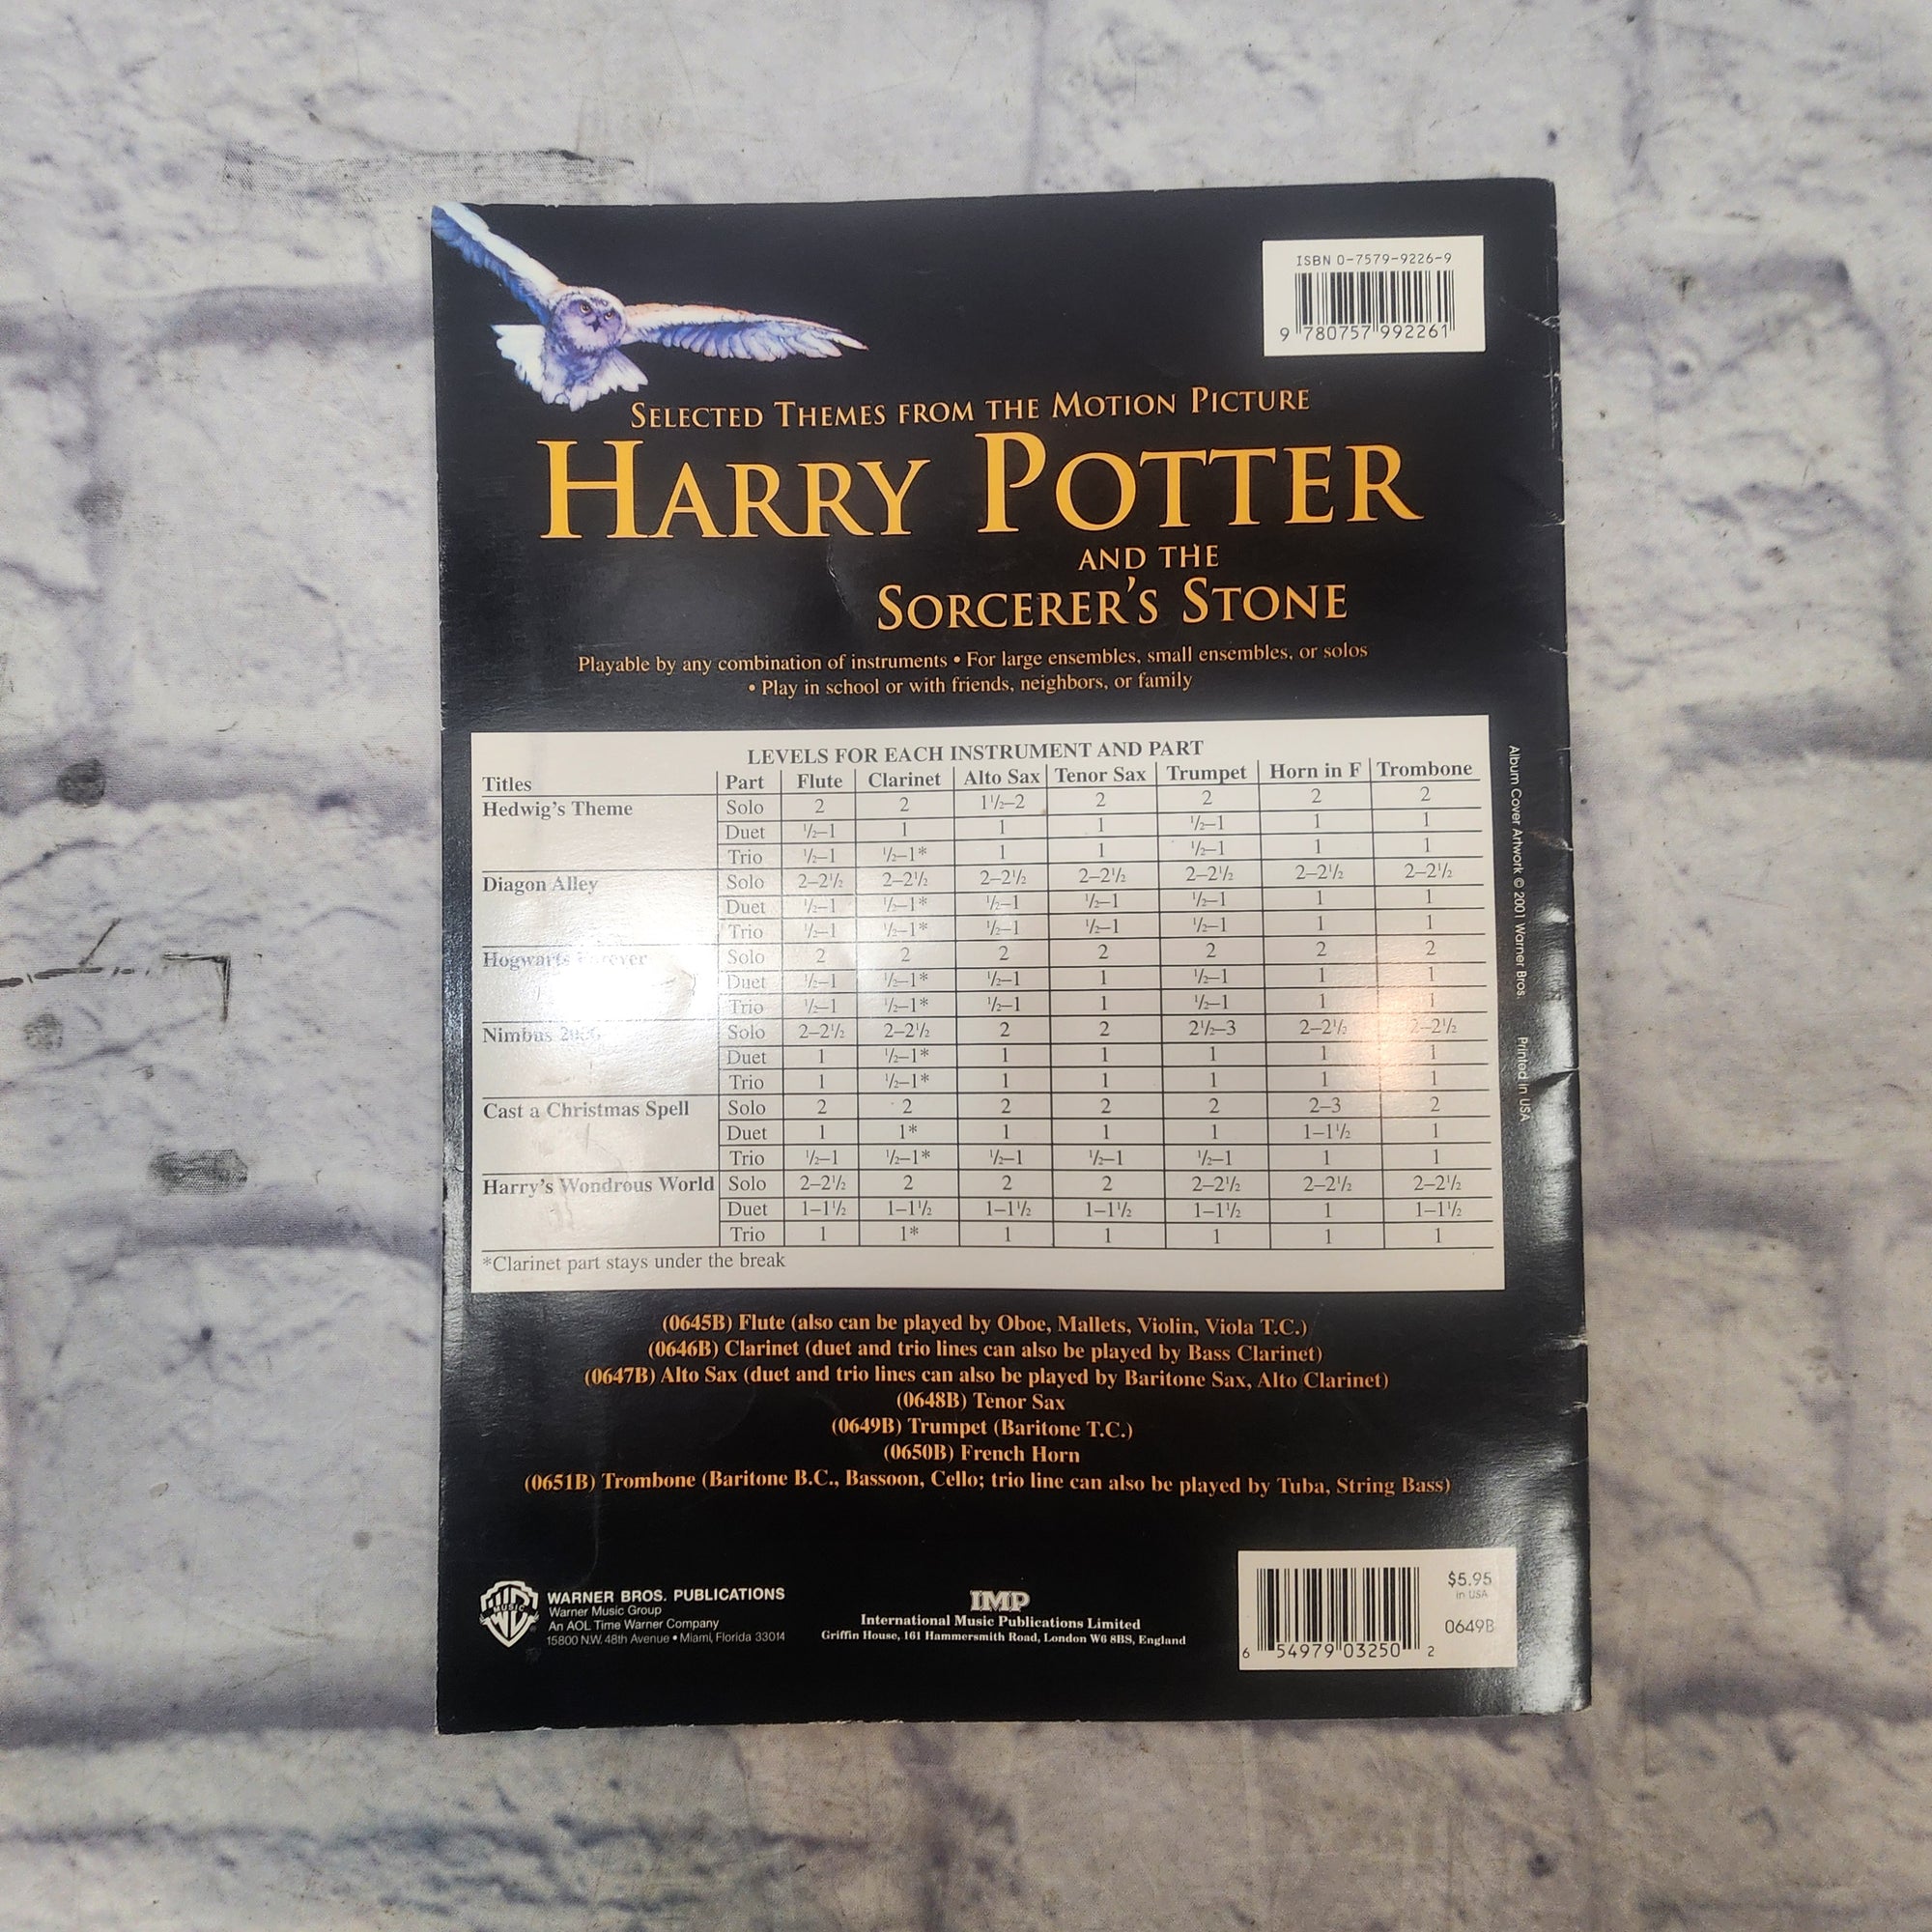 ISBN 0-7579-9226-9
9 780757 992261
SELECTED THEMES FROM THE MOTION PICTURE
HARRY POTTER
AND THE
SORCERER'S STONE
Playable by any combination of instruments • For large ensembles, small ensembles, or solos
• Play in school or with friends, neighbors, or family
LEVELS FOR EACH INSTRUMENT AND PART
Titles Part Flute Clarinet Alto Sax Tenor Sax Trumpet Horn in F Trombone
Hedwig's Theme Solo 2 2 1½–2 2 2 2 2
Duet ½–1 1 1 1 ½–1 1 1
Trio ½–1 ½–1* 1 1 ½–1 1 1
Diagon Alley Solo 2–2½ 2–2½ 2–2½ 2–2½ 2–2½ 2–2½ 2–2½
Duet ½–1 ½–1* ½–1 ½–1 ½–1 1 1
Trio ½–1 ½–1* ½–1 ½–1 ½–1 1 1
Hogwarts Forever Solo 2 2 2 2 2 2 2
Duet ½–1 ½–1* ½–1 1 ½–1 1 1
Trio ½–1 ½–1* ½–1 1 ½–1 1 1
Nimbus Solo 2–2½ 2–2½ 2 2 2½–3 2–2½ 2–2½
Duet 1 ½–1* 1 1 1 1 1
Trio 1 ½–1* 1 1 1 1 1
Cast a Christmas Spell Solo 2 2 2 2 2 2–3 2
Duet 1 1* 1 1 1 1–1½ 1
Trio ½–1 ½–1* ½–1 ½–1 ½–1 1 1
Harry's Wondrous World Solo 2–2½ 2 2 2 2–2½ 2–2½ 2–2½
Duet 1–1½ 1–1½ 1–1½ 1–1½ 1–1½ 1 1–1½
Trio 1 1* 1 1 1 1 1
*Clarinet part stays under the break
Album Cover Artwork © 2001 Warner Bros. Printed in USA
(0645B) Flute (also can be played by Oboe, Mallets, Violin, Viola T.C.)
(0646B) Clarinet (duet and trio lines can also be played by Bass Clarinet)
(0647B) Alto Sax (duet and trio lines can also be played by Baritone Sax, Alto Clarinet)
(0648B) Tenor Sax
(0649B) Trumpet (Baritone T.C.)
(0650B) French Horn
(0651B) Trombone (Baritone B.C., Bassoon, Cello; trio line can also be played by Tuba, String Bass)
MUSIC
WARNER BROS. PUBLICATIONS
Warner Music Group
An AOL Time Warner Company
15800 N.W. 48th Avenue • Miami, Florida 33014
IMP
International Music Publications Limited
Griffin House, 161 Hammersmith Road, London W6 8BS, England
$5.95
in USA
0649B
6 54979 03250 2